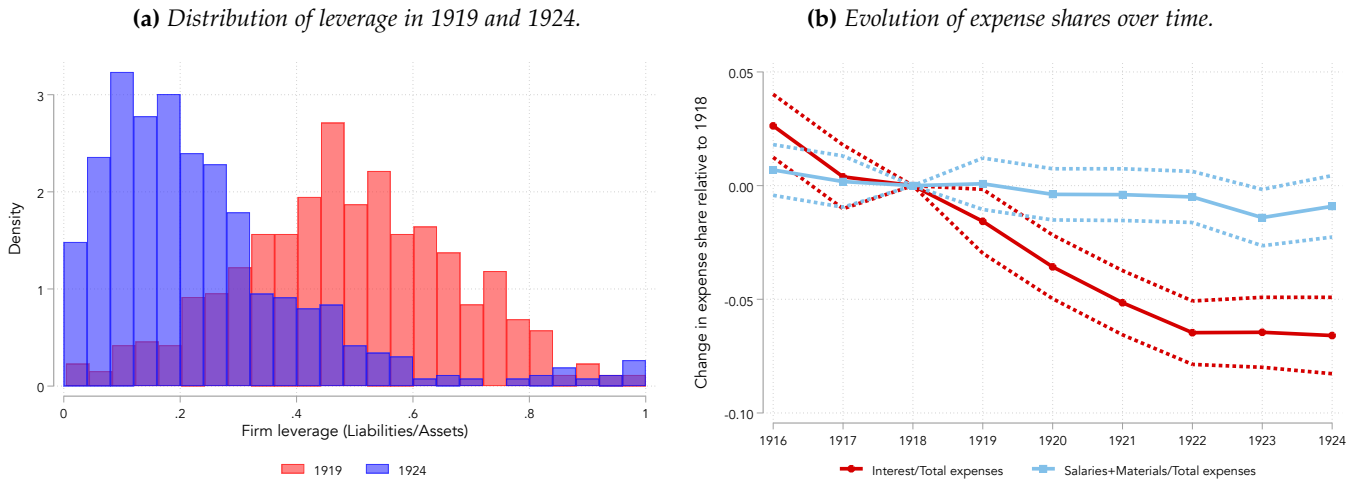 (a) Distribution of leverage in 1919 and 1924.
Density
3
2
1
0
0 .2 .4 .6 .8 1
Firm leverage (Liabilities/Assets)
1919 1924
(b) Evolution of expense shares over time.
Change in expense share relative to 1918
0.05
0.00
-0.05
-0.10
1916 1917 1918 1919 1920 1921 1922 1923 1924
Interest/Total expenses Salaries+Materials/Total expenses